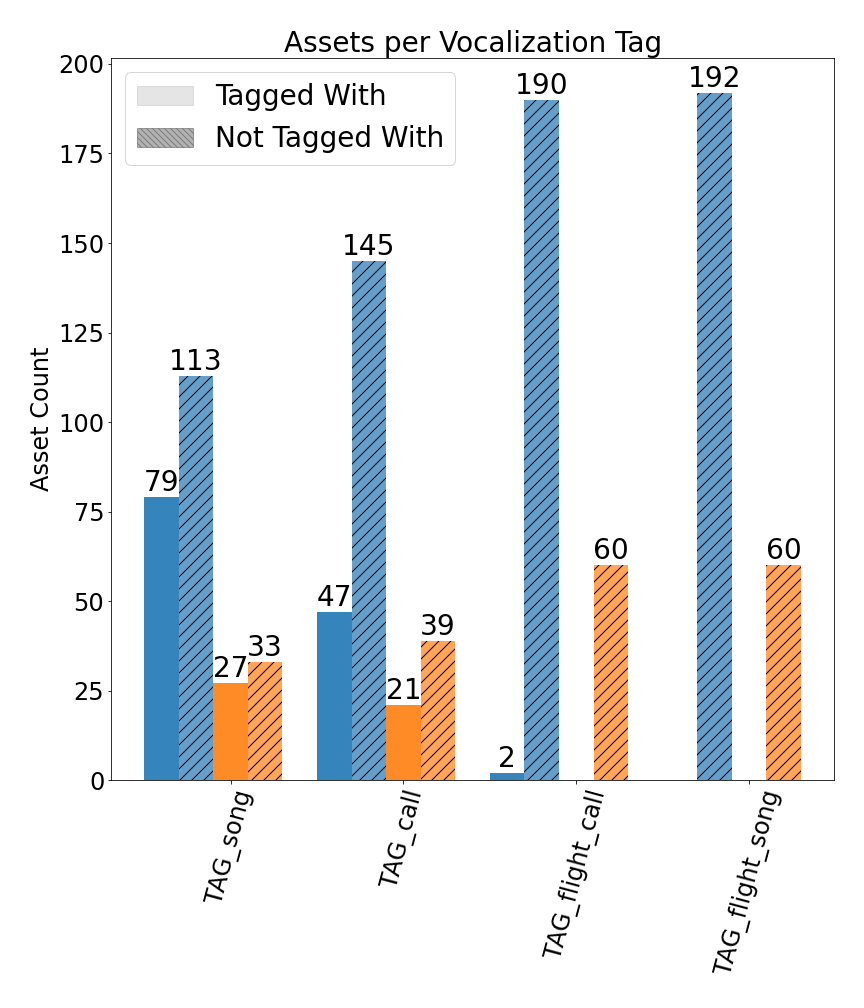 Assets per Vocalization Tag
Tagged With
Not Tagged With
Asset Count
200
175
150
125
100
75
50
25
0
79
113
27
33
47
145
21
39
2
190
60
192
60
TAG_song
TAG_call
TAG_flight_call
TAG_flight_song